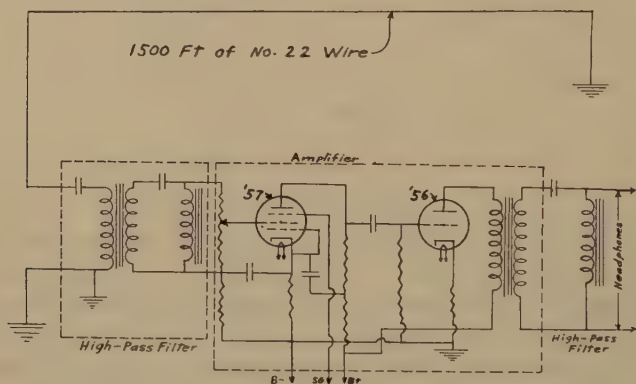 1500 Ft of No. 22 Wire
Amplifier
'57
'56
Headphones
High-Pass Filter
High-Pass
Filter
B-
SG
B+